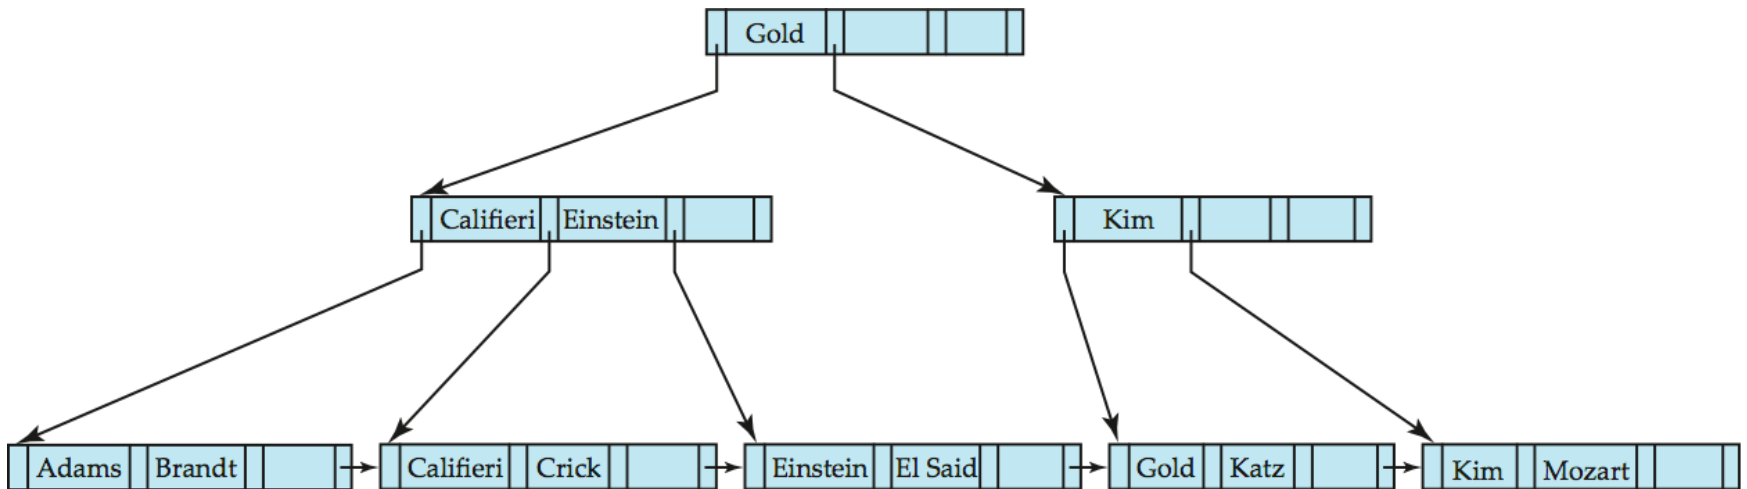 Gold
Califieri Einstein Kim
Adams Brandt Califieri Crick Einstein El Said Gold Katz Kim Mozart